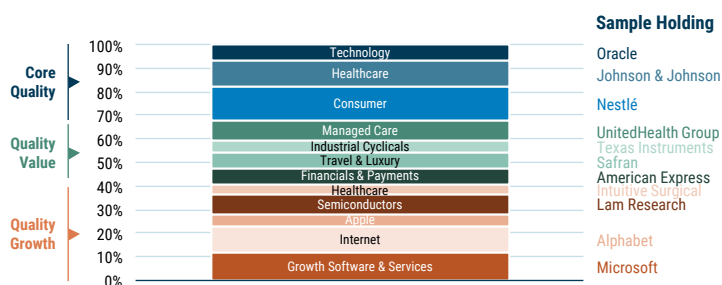 Sample Holding
100%
90%
80%
70%
60%
50%
40%
30%
20%
10%
0%
Core
Quality
Quality
Value
Quality
Growth
Technology
Healthcare
Consumer
Managed Care
Industrial Cyclicals
Travel & Luxury
Financials & Payments
Healthcare
Semiconductors
Apple
Internet
Growth Software & Services
Oracle
Johnson & Johnson
Nestlé
UnitedHealth Group
Texas Instruments
Safran
American Express
Intuitive Surgical
Lam Research
Alphabet
Microsoft